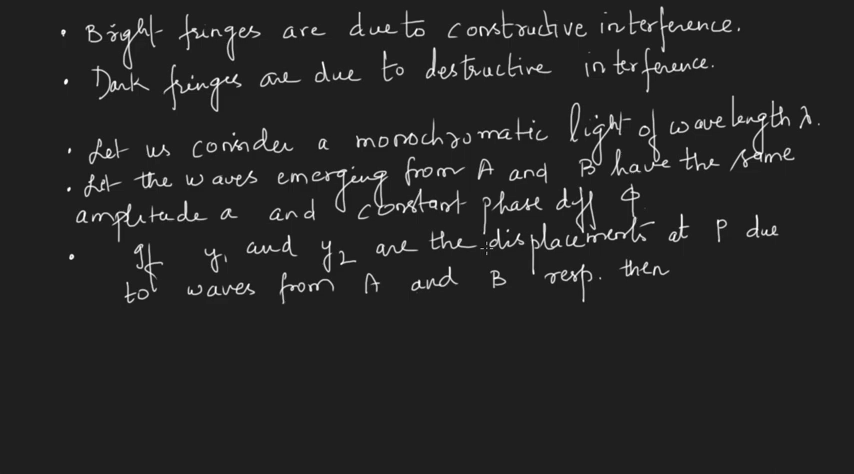 • Bright fringes are due to constructive interference.
• Dark fringes are due to destructive interference.
• Let us consider a monochromatic light of wavelength λ.
• Let the waves emerging from A and B have the same
amplitude a and constant phase diff ϕ
• If y₁ and y₂ are the displacements at P due
to waves from A and B resp. then